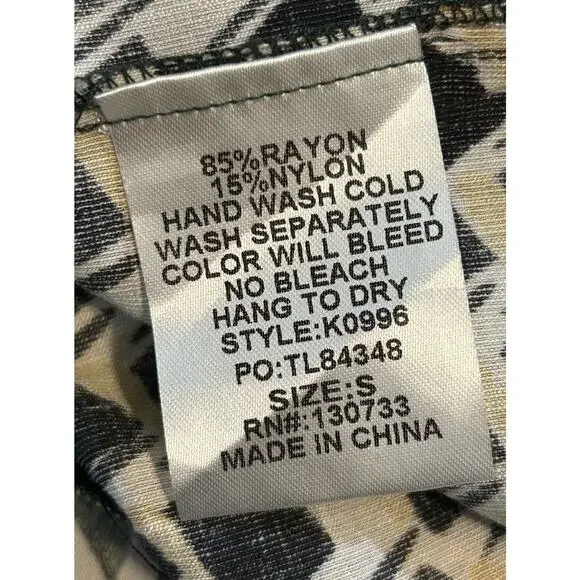 85%RAYON
15%NYLON
HAND WASH COLD
WASH SEPARATELY
COLOR WILL BLEED
NO BLEACH
HANG TO DRY
STYLE:K0996
PO:TL84348
SIZE:S
RN#:130733
MADE IN CHINA